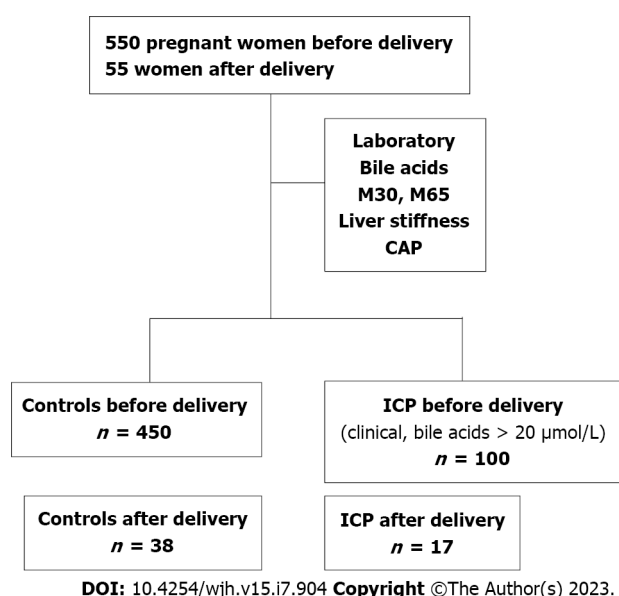 550 pregnant women before delivery
55 women after delivery
Laboratory
Bile acids
M30, M65
Liver stiffness
CAP
Controls before delivery
n = 450
ICP before delivery
(clinical, bile acids > 20 μmol/L)
n = 100
Controls after delivery
n = 38
ICP after delivery
n = 17
DOI: 10.4254/wjh.v15.i7.904 Copyright ©The Author(s) 2023.